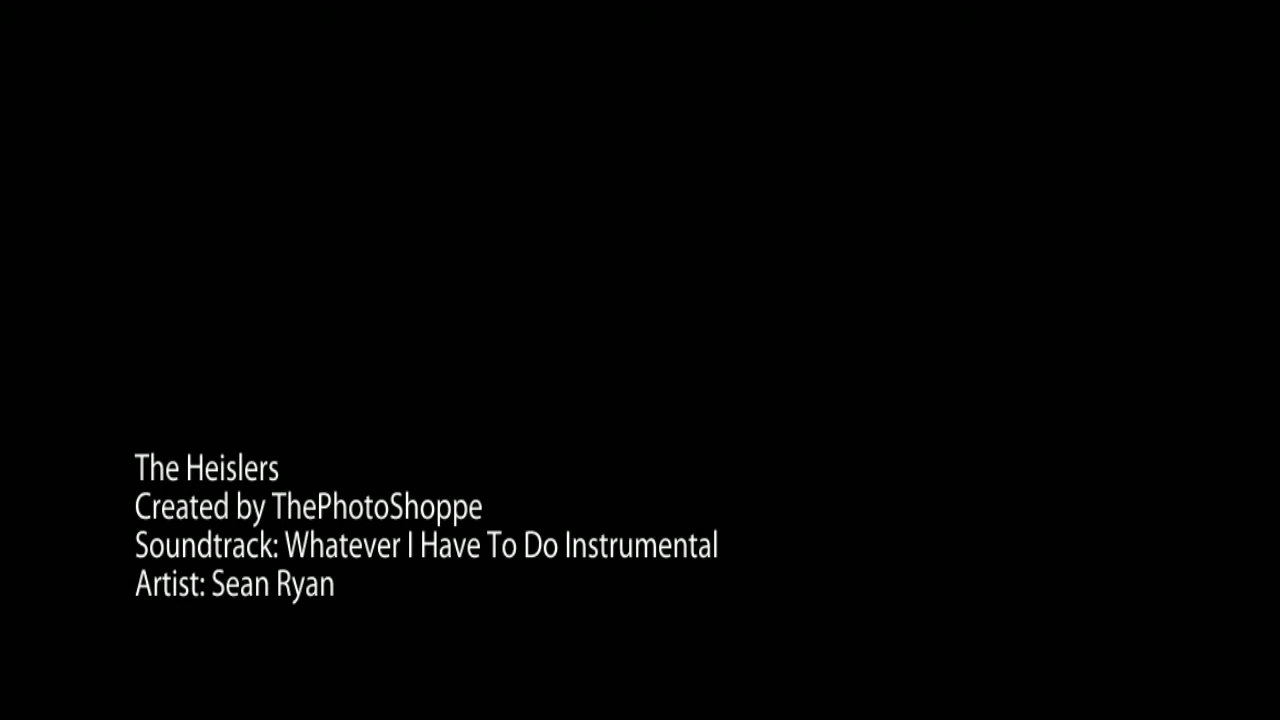 The Heislers
Created by ThePhotoShoppe
Soundtrack: Whatever I Have To Do Instrumental
Artist: Sean Ryan